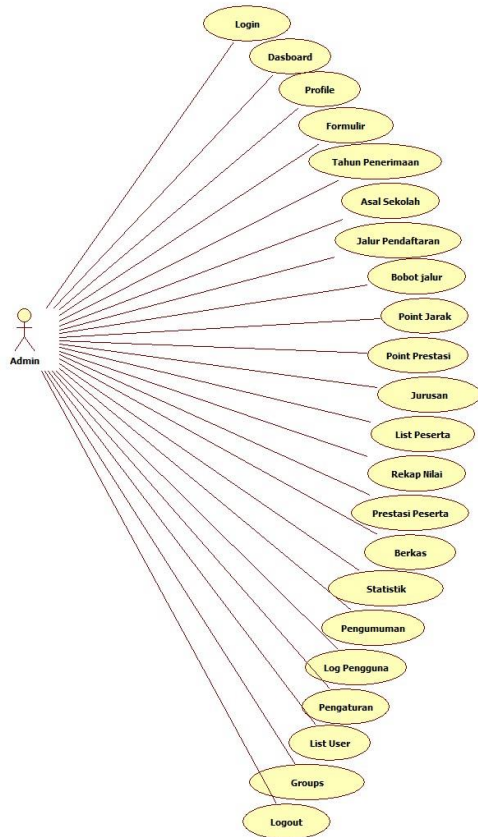 Login
Dasboard
Profile
Formulir
Tahun Penerimaan
Asal Sekolah
Jalur Pendaftaran
Bobot jalur
Point Jarak
Admin
Point Prestasi
Jurusan
List Peserta
Rekap Nilai
Prestasi Peserta
Berkas
Statistik
Pengumuman
Log Pengguna
Pengaturan
List User
Groups
Logout